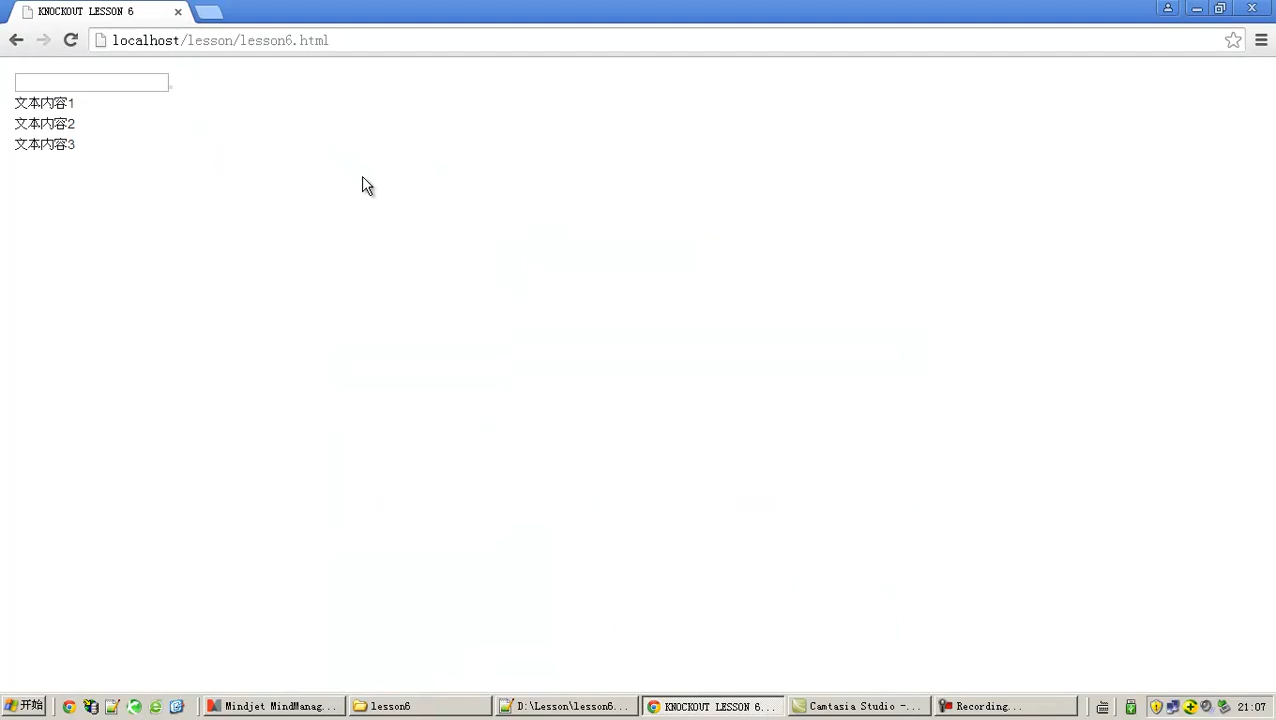 KNOCKOUT LESSON 6
localhost/lesson/lesson6.html
文本内容1
文本内容2
文本内容3
开始
Mindjet MindManag...
lesson6
D:\Lesson\lesson6...
KNOCKOUT LESSON 6...
Camtasia Studio -...
Recording...
21:07